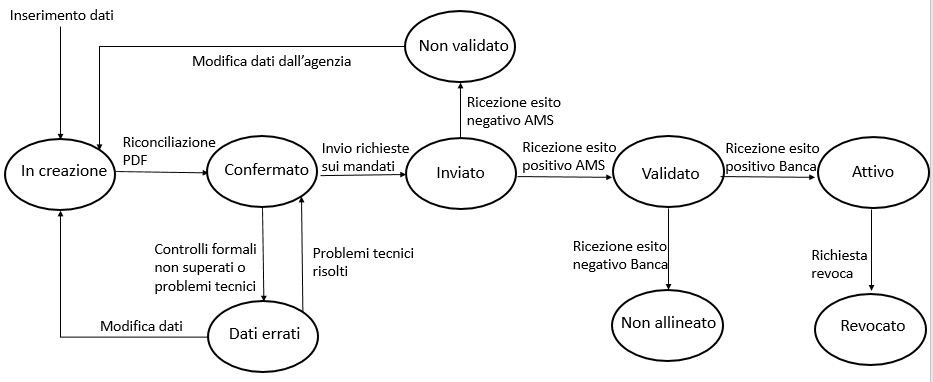 Inserimento dati
Non validato
Modifica dati dall'agenzia
Ricezione esito
negativo AMS
In creazione
Riconciliazione
PDF
Confermato
Invio richieste
sui mandati
Inviato
Ricezione esito
positivo AMS
Validato
Ricezione esito
positivo Banca
Attivo
Controlli formali
non superati o
problemi tecnici
Problemi tecnici
risolti
Ricezione esito
negativo Banca
Richiesta
revoca
Modifica dati
Dati errati
Non allineato
Revocato